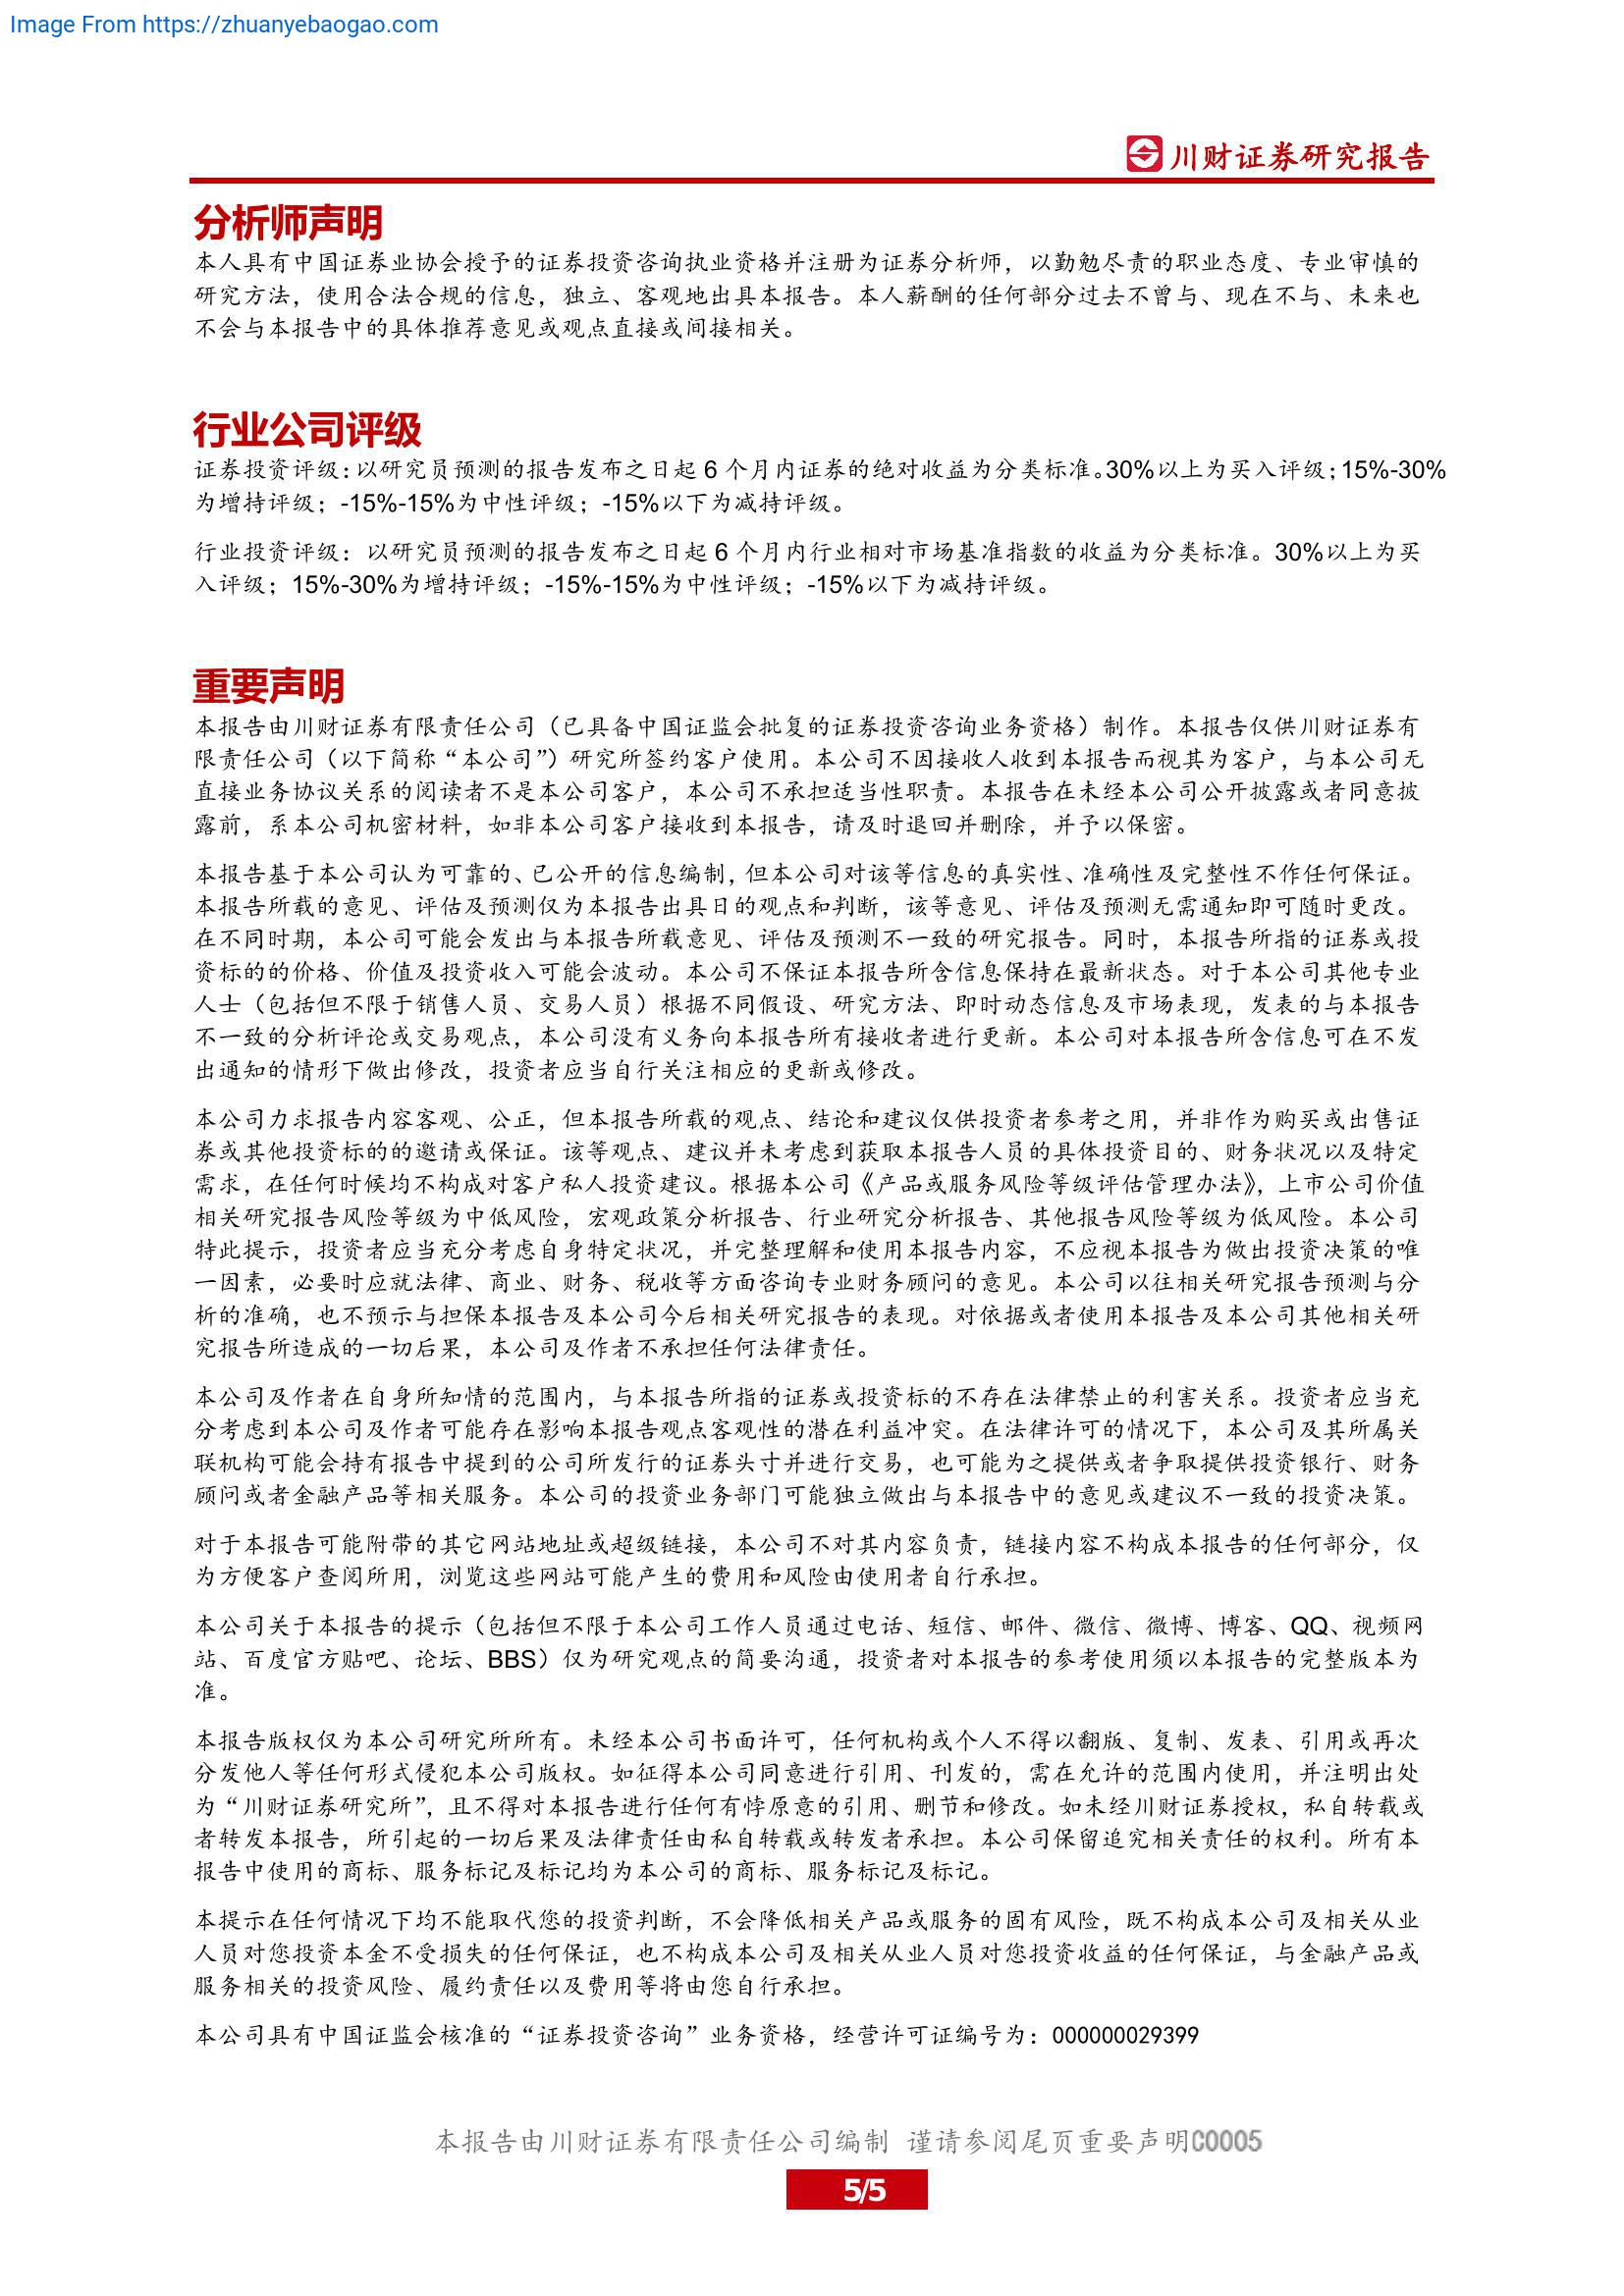 Image From https://zhuanyebaogao.com
川财证券研究报告
分析师声明
本人具有中国证券业协会授予的证券投资咨询执业资格并注册为证券分析师，以勤勉尽责的职业态度、专业审慎的
研究方法，使用合法合规的信息，独立、客观地出具本报告。本人薪酬的任何部分过去不曾与、现在不与、未来也
不会与本报告中的具体推荐意见或观点直接或间接相关。
行业公司评级
证券投资评级：以研究员预测的报告发布之日起 6 个月内证券的绝对收益为分类标准。30%以上为买入评级；15%-30%
为增持评级；-15%-15%为中性评级；-15%以下为减持评级。
行业投资评级：以研究员预测的报告发布之日起 6 个月内行业相对市场基准指数的收益为分类标准。30%以上为买
入评级；15%-30%为增持评级；-15%-15%为中性评级；-15%以下为减持评级。
重要声明
本报告由川财证券有限责任公司（已具备中国证监会批复的证券投资咨询业务资格）制作。本报告仅供川财证券有
限责任公司（以下简称“本公司”）研究所签约客户使用。本公司不因接收人收到本报告而视其为客户，与本公司无
直接业务协议关系的阅读者不是本公司客户，本公司不承担适当性职责。本报告在未经本公司公开披露或者同意披
露前，系本公司机密材料，如非本公司客户接收到本报告，请及时退回并删除，并予以保密。
本报告基于本公司认为可靠的、已公开的信息编制，但本公司对该等信息的真实性、准确性及完整性不作任何保证。
本报告所载的意见、评估及预测仅为本报告出具日的观点和判断，该等意见、评估及预测无需通知即可随时更改。
在不同时期，本公司可能会发出与本报告所载意见、评估及预测不一致的研究报告。同时，本报告所指的证券或投
资标的的价格、价值及投资收入可能会波动。本公司不保证本报告所含信息保持在最新状态。对于本公司其他专业
人士（包括但不限于销售人员、交易人员）根据不同假设、研究方法、即时动态信息及市场表现，发表的与本报告
不一致的分析评论或交易观点，本公司没有义务向本报告所有接收者进行更新。本公司对本报告所含信息可在不发
出通知的情形下做出修改，投资者应当自行关注相应的更新或修改。
本公司力求报告内容客观、公正，但本报告所载的观点、结论和建议仅供投资者参考之用，并非作为购买或出售证
券或其他投资标的的邀请或保证。该等观点、建议并未考虑到获取本报告人员的具体投资目的、财务状况以及特定
需求，在任何时候均不构成对客户私人投资建议。根据本公司《产品或服务风险等级评估管理办法》，上市公司价值
相关研究报告风险等级为中低风险，宏观政策分析报告、行业研究分析报告、其他报告风险等级为低风险。本公司
特此提示，投资者应当充分考虑自身特定状况，并完整理解和使用本报告内容，不应视本报告为做出投资决策的唯
一因素，必要时应就法律、商业、财务、税收等方面咨询专业财务顾问的意见。本公司以往相关研究报告预测与分
析的准确，也不预示与担保本报告及本公司今后相关研究报告的表现。对依据或者使用本报告及本公司其他相关研
究报告所造成的一切后果，本公司及作者不承担任何法律责任。
本公司及作者在自身所知情的范围内，与本报告所指的证券或投资标的不存在法律禁止的利害关系。投资者应当充
分考虑到本公司及作者可能存在影响本报告观点客观性的潜在利益冲突。在法律许可的情况下，本公司及其所属关
联机构可能会持有报告中提到的公司所发行的证券头寸并进行交易，也可能为之提供或者争取提供投资银行、财务
顾问或者金融产品等相关服务。本公司的投资业务部门可能独立做出与本报告中的意见或建议不一致的投资决策。
对于本报告可能附带的其它网站地址或超级链接，本公司不对其内容负责，链接内容不构成本报告的任何部分，仅
为方便客户查阅所用，浏览这些网站可能产生的费用和风险由使用者自行承担。
本公司关于本报告的提示（包括但不限于本公司工作人员通过电话、短信、邮件、微信、微博、博客、QQ、视频网
站、百度官方贴吧、论坛、BBS）仅为研究观点的简要沟通，投资者对本报告的参考使用须以本报告的完整版本为
准。
本报告版权仅为本公司研究所所有。未经本公司书面许可，任何机构或个人不得以翻版、复制、发表、引用或再次
分发他人等任何形式侵犯本公司版权。如征得本公司同意进行引用、刊发的，需在允许的范围内使用，并注明出处
为“川财证券研究所”，且不得对本报告进行任何有悖原意的引用、删节和修改。如未经川财证券授权，私自转载或
者转发本报告，所引起的一切后果及法律责任由私自转载或转发者承担。本公司保留追究相关责任的权利。所有本
报告中使用的商标、服务标记及标记均为本公司的商标、服务标记及标记。
本提示在任何情况下均不能取代您的投资判断，不会降低相关产品或服务的固有风险，既不构成本公司及相关从业
人员对您投资本金不受损失的任何保证，也不构成本公司及相关从业人员对您投资收益的任何保证，与金融产品或
服务相关的投资风险、履约责任以及费用等将由您自行承担。
本公司具有中国证监会核准的“证券投资咨询”业务资格，经营许可证编号为：000000029399
本报告由川财证券有限责任公司编制 谨请参阅尾页重要声明C0005
5/5